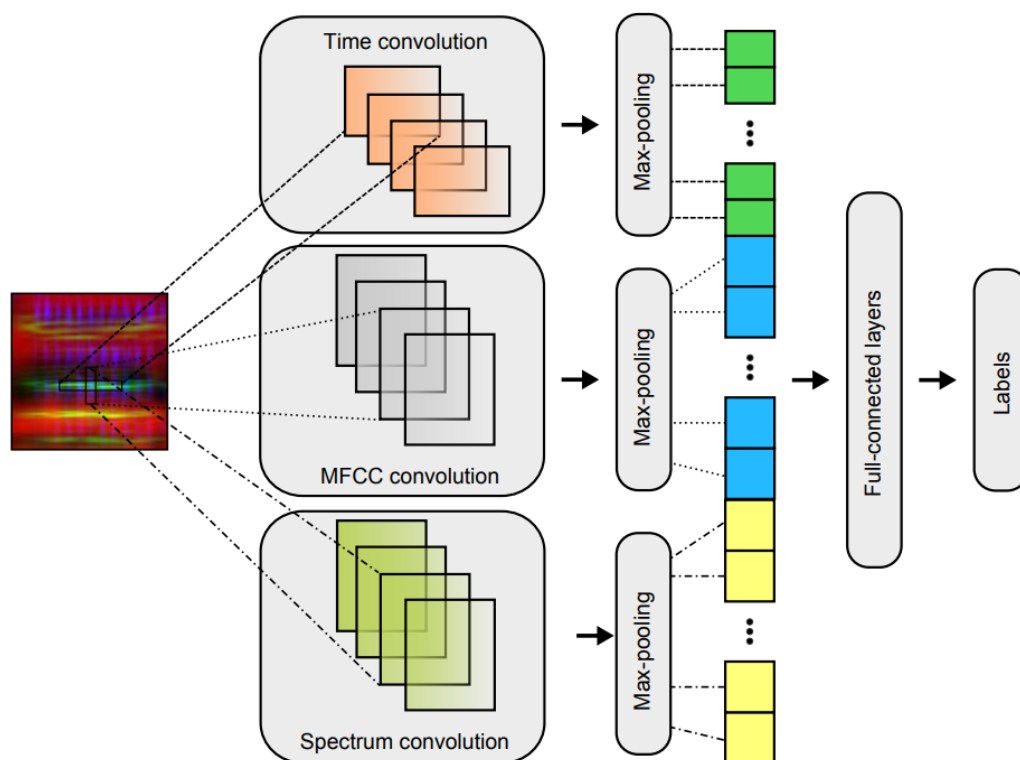 Time convolution
Max-pooling
MFCC convolution
Max-pooling
Spectrum convolution
Max-pooling
Full-connected layers
Labels